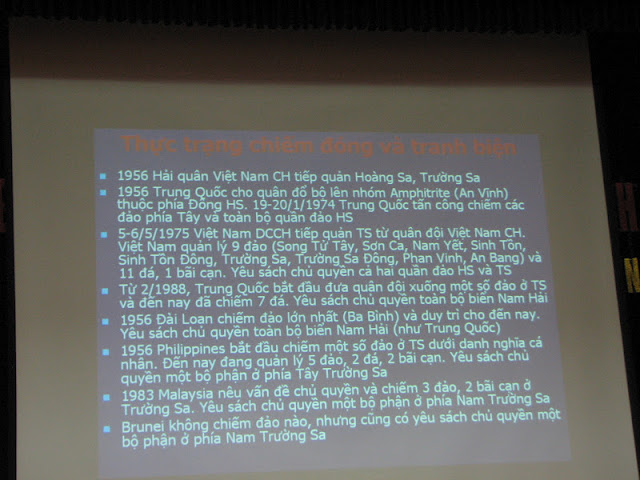 Thực trạng chiếm đóng và tranh biện
1956 Hải quân Việt Nam CH tiếp quản Hoàng Sa, Trường Sa
1956 Trung Quốc cho quân đổ bộ lên nhóm Amphitrite (An Vĩnh)
thuộc phía Đông HS. 19-20/1/1974 Trung Quốc tấn công chiếm các
đảo phía Tây và toàn bộ quần đảo HS
5-6/5/1975 Việt Nam DCCH tiếp quản TS từ quân đội Việt Nam CH.
Việt Nam quản lý 9 đảo (Song Tử Tây, Sơn Ca, Nam Yết, Sinh Tồn,
Sinh Tồn Đông, Trường Sa, Trường Sa Đông, Phan Vinh, An Bang) và
11 đá, 1 bãi cạn. Yêu sách chủ quyền cả hai quần đảo HS và TS
Từ 2/1988, Trung Quốc bắt đầu đưa quân đội xuống một số đảo ở TS
và đến nay đã chiếm 7 đá. Yêu sách chủ quyền toàn bộ biển Nam Hải
1956 Đài Loan chiếm đảo lớn nhất (Ba Bình) và duy trì cho đến nay.
Yêu sách chủ quyền toàn bộ biển Nam Hải (như Trung Quốc)
1956 Philippines bắt đầu chiếm một số đảo ở TS dưới danh nghĩa cá
nhân. Đến nay đang quản lý 5 đảo, 2 đá, 2 bãi cạn. Yêu sách chủ
quyền một bộ phận ở phía Tây Trường Sa
1983 Malaysia nêu vấn đề chủ quyền và chiếm 3 đảo, 2 bãi cạn ở
Trường Sa. Yêu sách chủ quyền một bộ phận ở phía Nam Trường Sa
Brunei không chiếm đảo nào, nhưng cũng có yêu sách chủ quyền một
bộ phận ở phía Nam Trường Sa